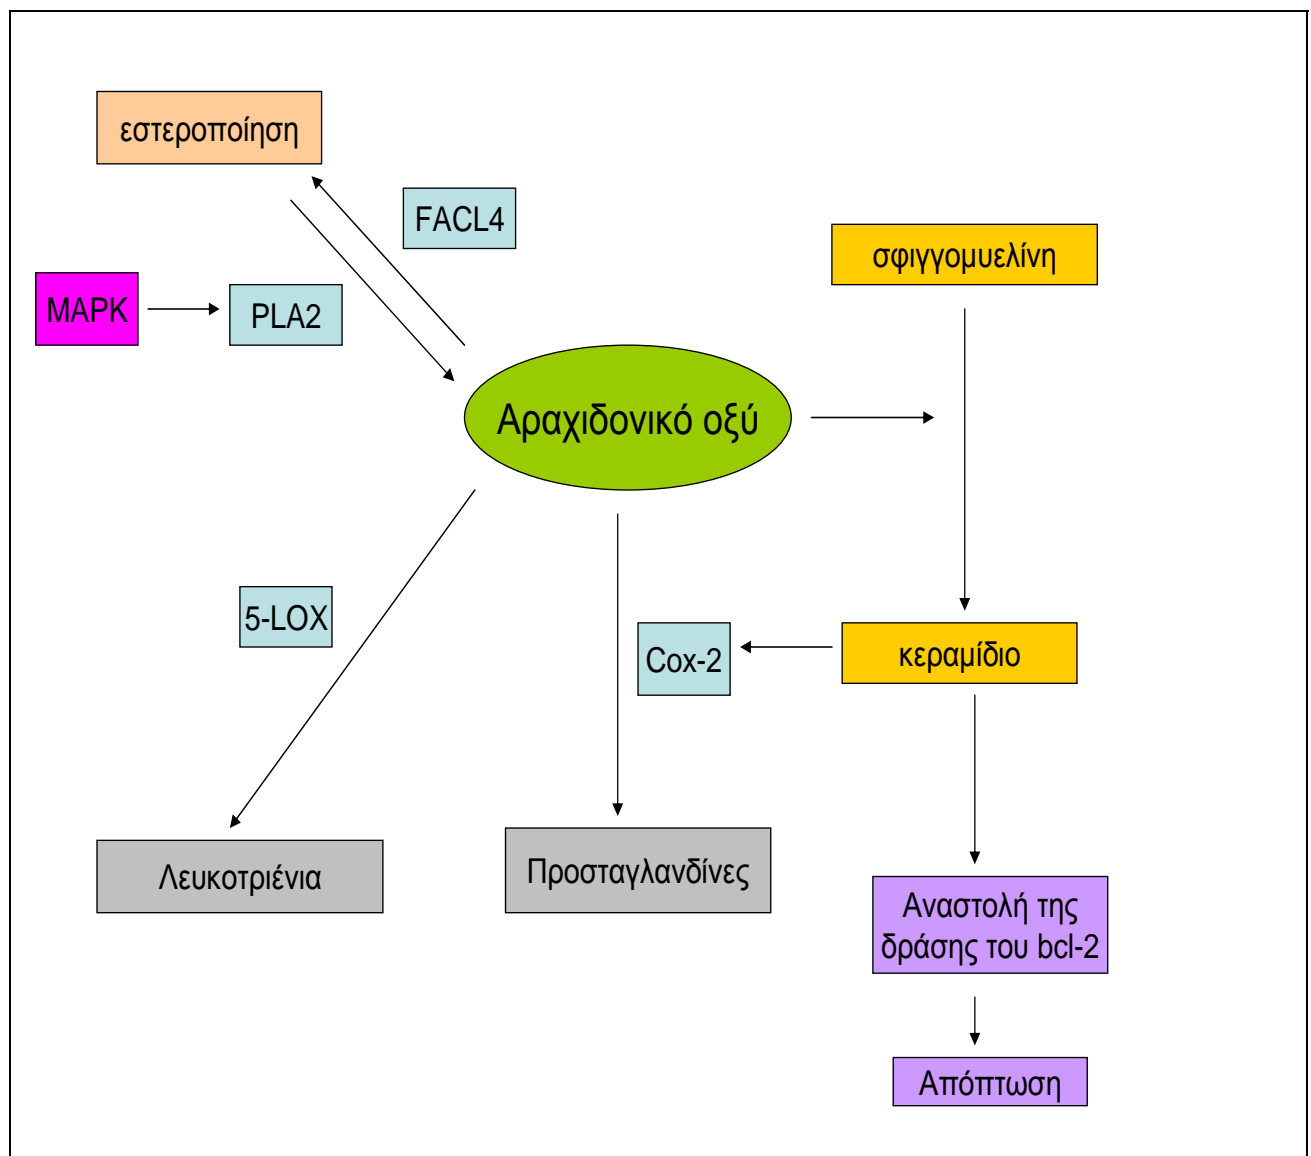 εστεροποίηση
FACL4
σφιγγομυελίνη
MAPK
PLA2
Αραχιδονικό οξύ
5-LOX
Cox-2
κεραμίδιο
Λευκοτριένια
Προσταγλανδίνες
Αναστολή της
δράσης του bcl-2
Απόπτωση